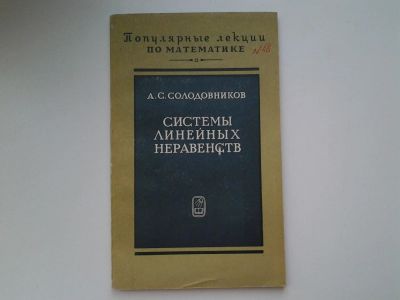 Популярные лекции
ПО МАТЕМАТИКЕ
А. С. СОЛОДОВНИКОВ
СИСТЕМЫ
ЛИНЕЙНЫХ
НЕРАВЕНСТВ